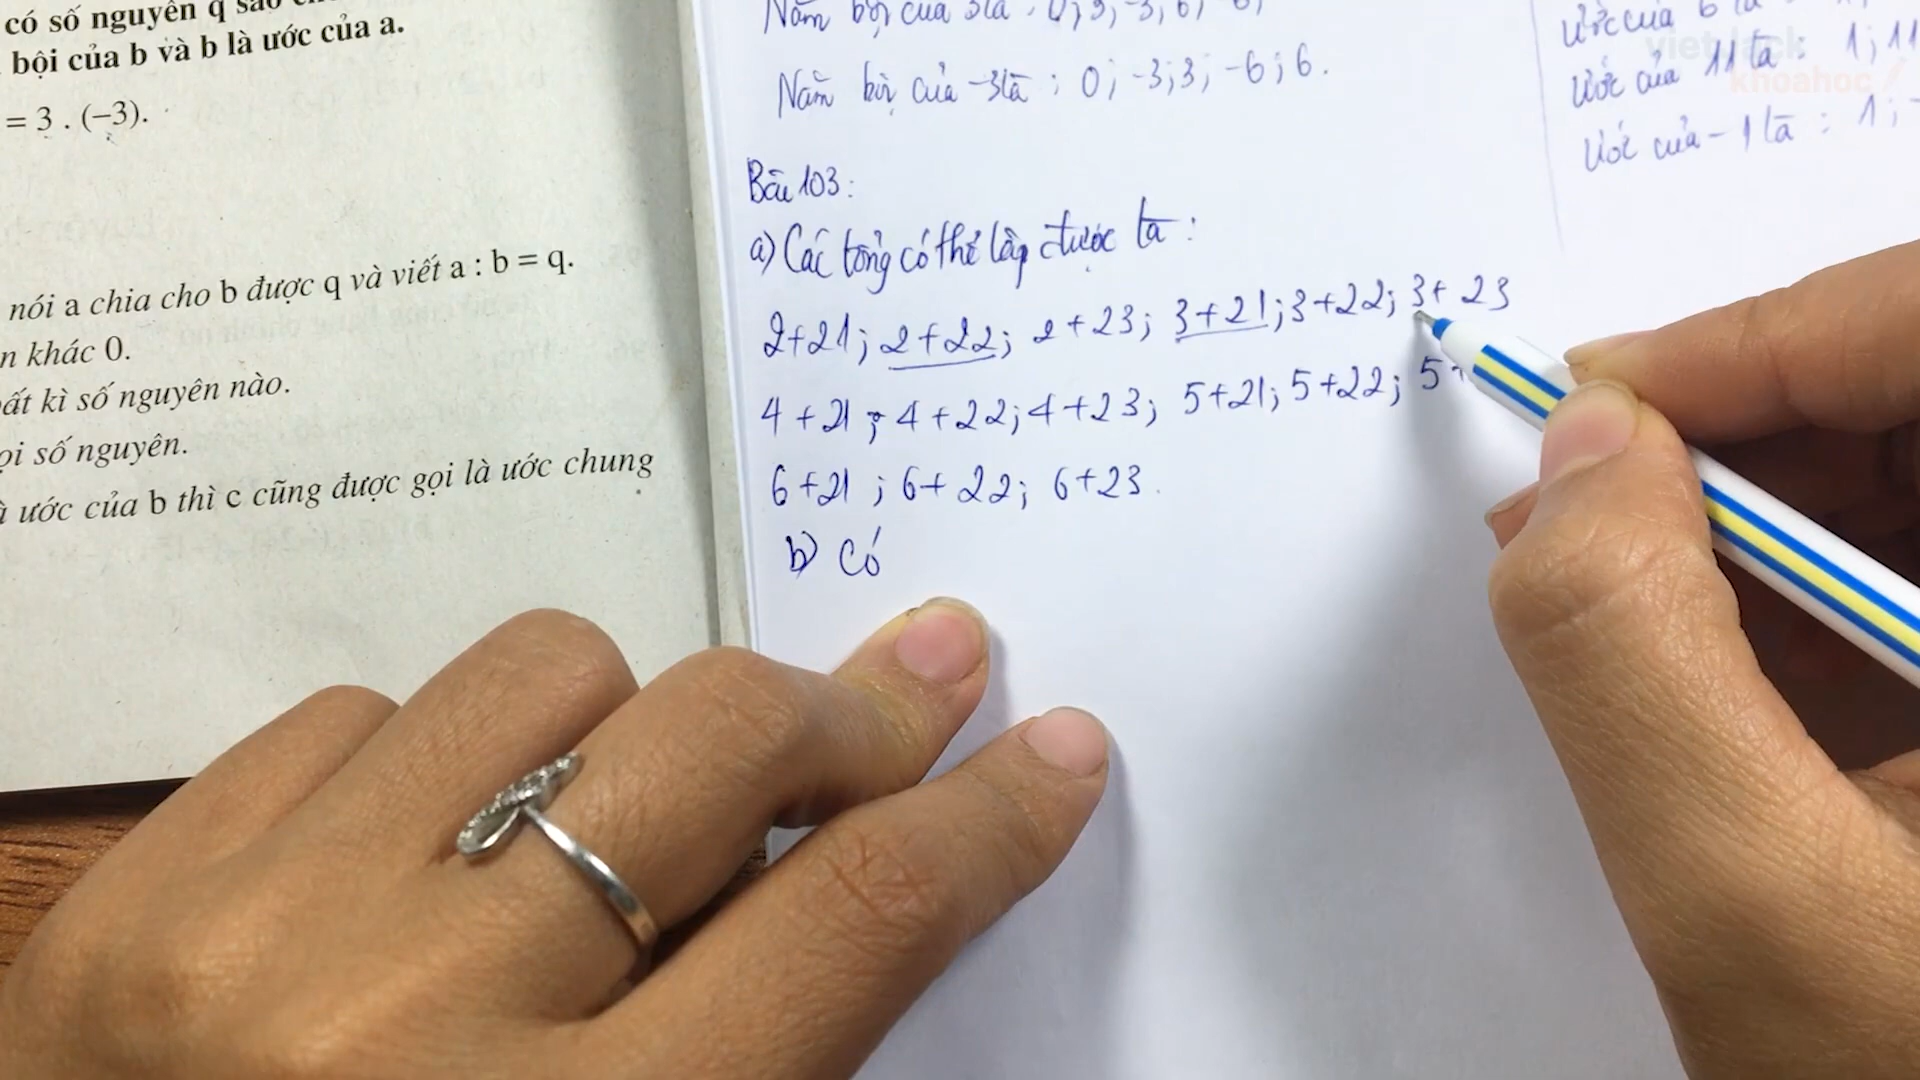 có số nguyên q sao
bội của b và b là ước của a.
= 3 . (−3).
nói a chia cho b được q và viết a : b = q.
n khác 0.
ất kì số nguyên nào.
ọi số nguyên.
à ước của b thì c cũng được gọi là ước chung
Năm bội của 3 là : 0; 3; -3; 6;
Năm bội của -3 là : 0; -3; 3; -6; 6.
Bài 103:
a) Các tổng có thể lập được là :
2+21; 2+22; 2+23; 3+21; 3+22; 3+23
4+21; 4+22; 4+23; 5+21; 5+22; 5+
6+21; 6+22; 6+23.
b) Có
Ước của 6 là
Ước của 11 là : 1; 11
Ước của -1 là : 1; -
vietjack
khoahoc